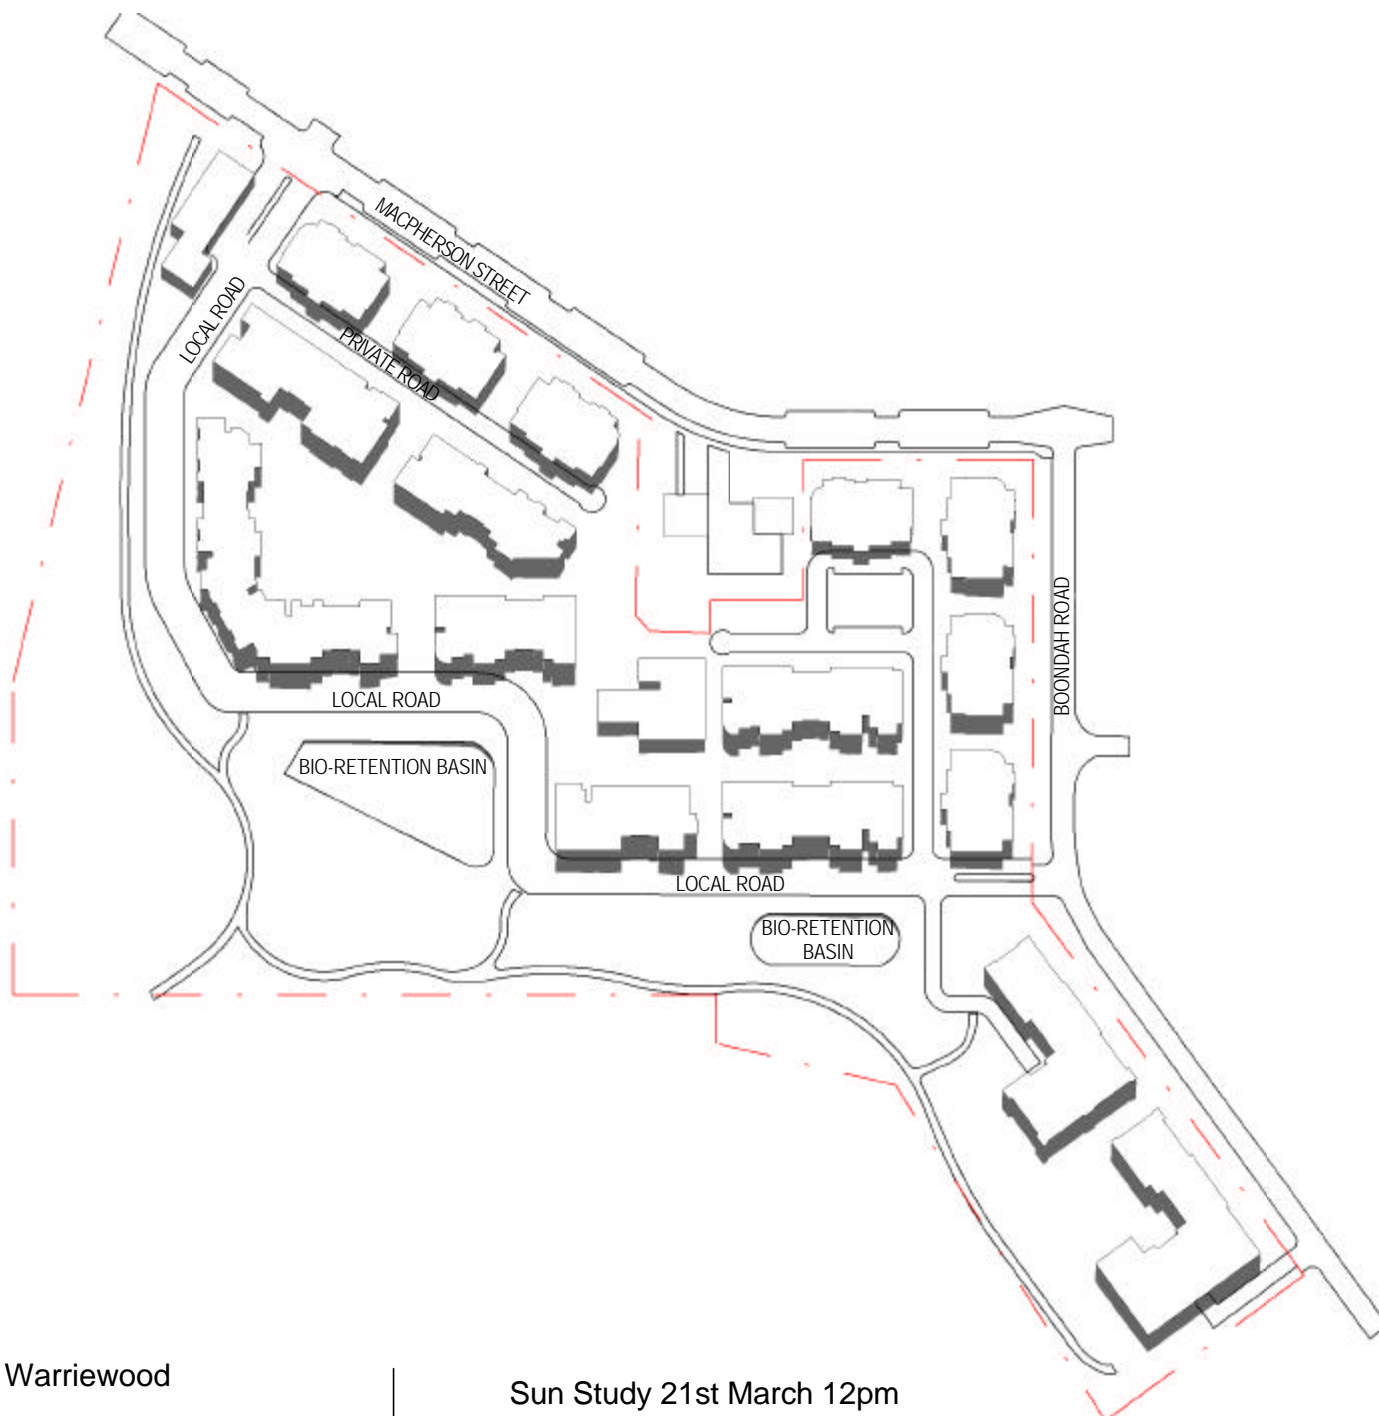 MACPHERSON STREET
LOCAL ROAD
PRIVATE ROAD
BOONDAH ROAD
LOCAL ROAD
BIO-RETENTION BASIN
LOCAL ROAD
BIO-RETENTION
BASIN
Warriewood
Sun Study 21st March 12pm